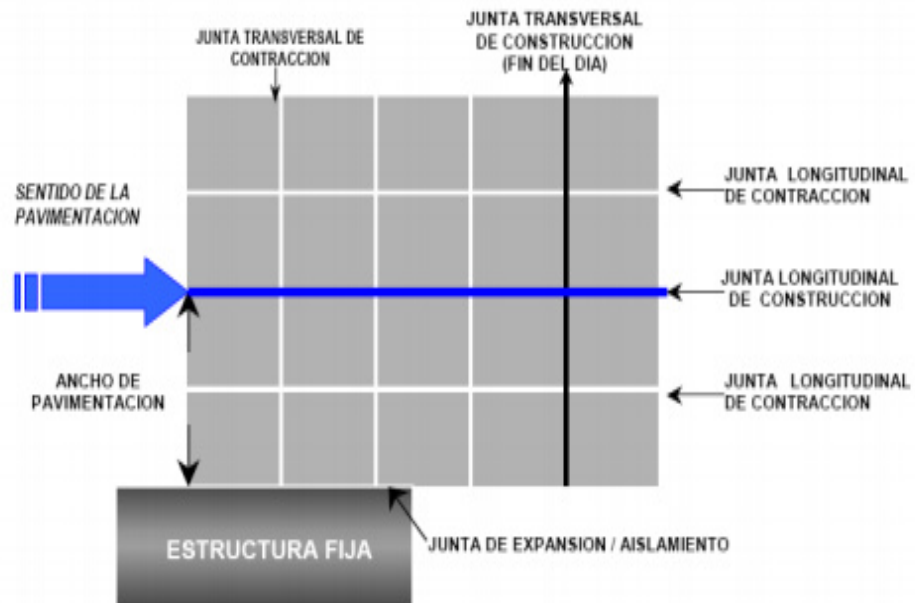 JUNTA TRANSVERSAL DE
CONTRACCION
JUNTA TRANSVERSAL
DE CONSTRUCCION
(FIN DEL DIA)
SENTIDO DE LA
PAVIMENTACION
JUNTA LONGITUDINAL
DE CONTRACCION
JUNTA LONGITUDINAL
DE CONSTRUCCION
ANCHO DE
PAVIMENTACION
JUNTA LONGITUDINAL
DE CONTRACCION
ESTRUCTURA FIJA
JUNTA DE EXPANSION / AISLAMIENTO